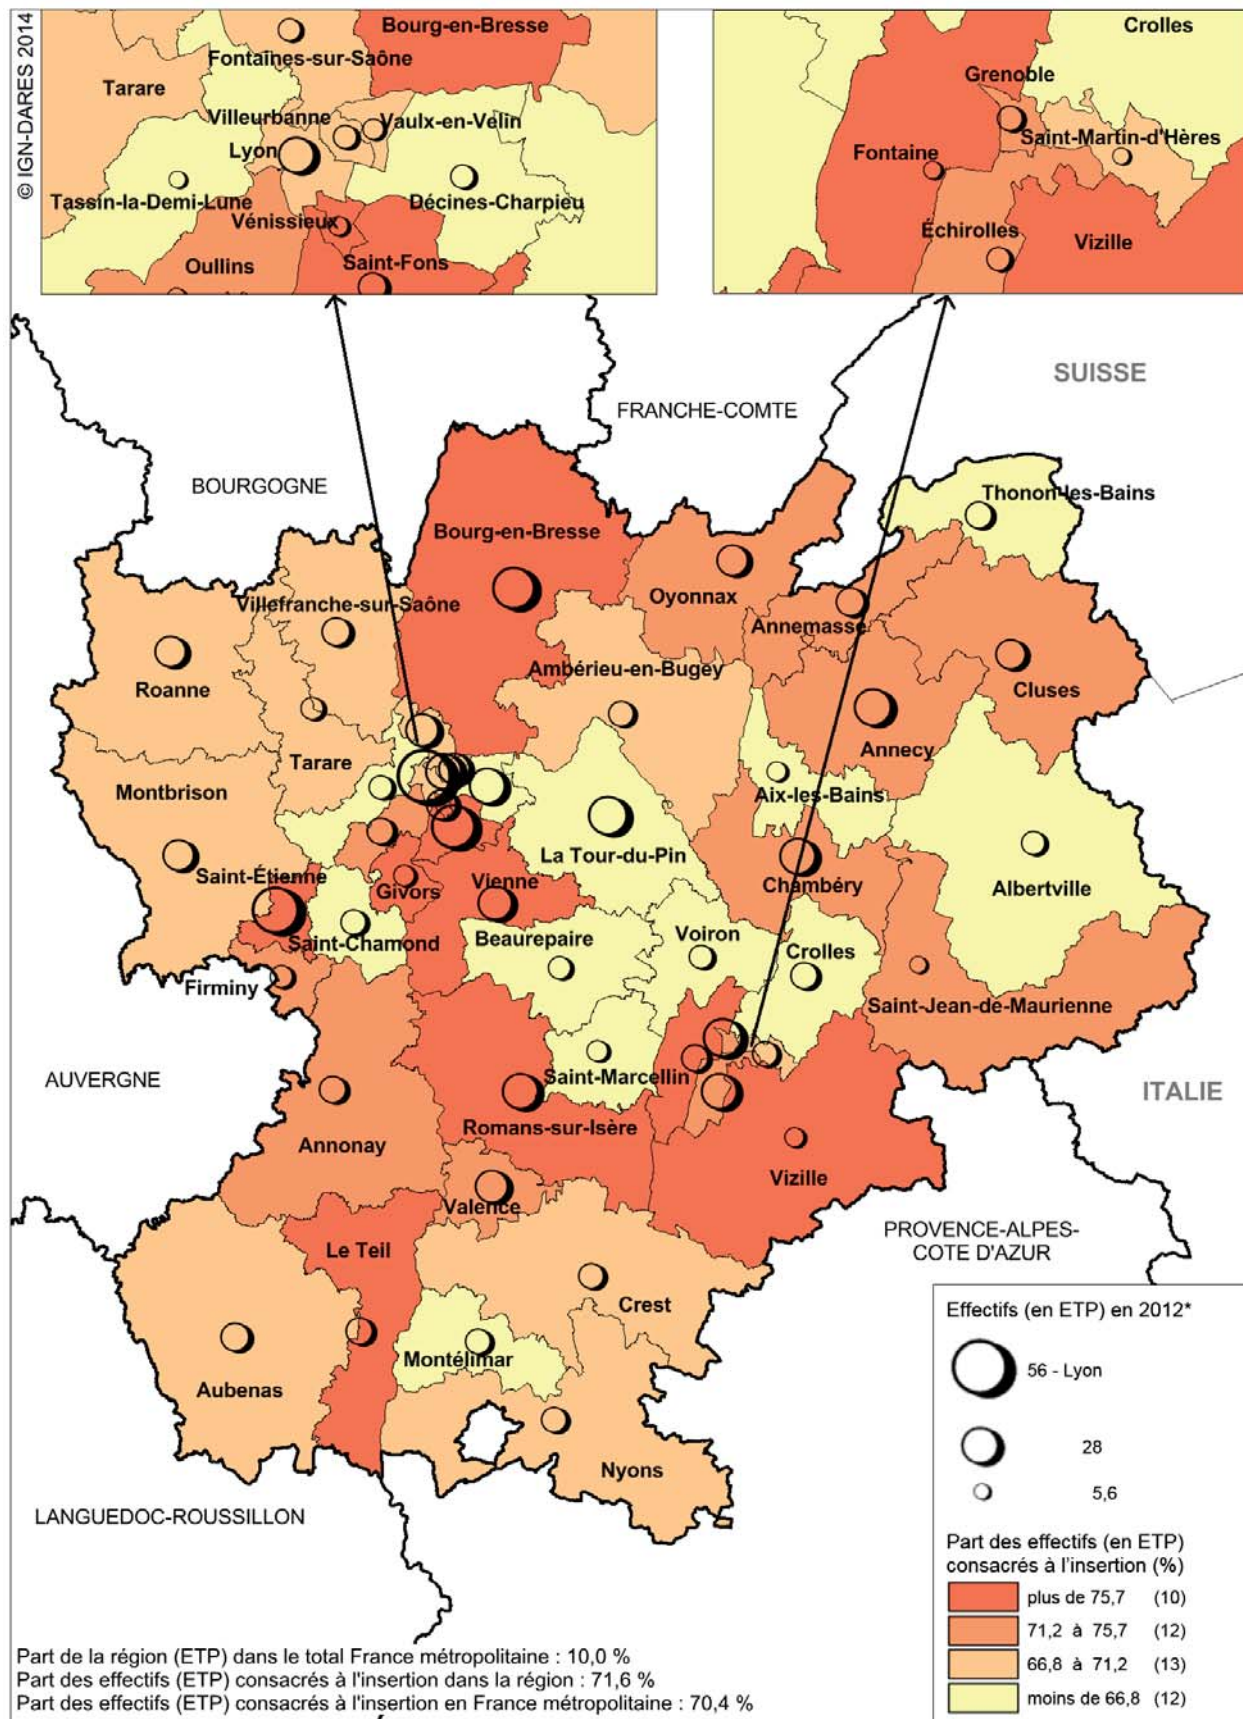 © IGN-DARES 2014
Bourg-en-Bresse
Fontaines-sur-Saône
Tarare
Villeurbanne
Vaulx-en-Velin
Lyon
Tassin-la-Demi-Lune
Décines-Charpieu
Vénissieux
Oullins
Saint-Fons
Crolles
Grenoble
Saint-Martin-d'Hères
Fontaine
Échirolles
Vizille
SUISSE
FRANCHE-COMTE
BOURGOGNE
Thonon-les-Bains
Bourg-en-Bresse
Oyonnax
Villefranche-sur-Saône
Annemasse
Ambérieu-en-Bugey
Cluses
Roanne
Annecy
Tarare
Montbrison
Aix-les-Bains
La Tour-du-Pin
Saint-Étienne
Vienne
Chambéry
Givors
Albertville
Voiron
Beaurepaire
Saint-Chamond
Crolles
Firminy
Saint-Jean-de-Maurienne
AUVERGNE
Saint-Marcellin
ITALIE
Romans-sur-Isère
Annonay
Vizille
Valence
PROVENCE-ALPES-
COTE D'AZUR
Le Teil
Crest
Montélimar
Aubenas
Nyons
LANGUEDOC-ROUSSILLON
Effectifs (en ETP) en 2012*
56 - Lyon
28
5,6
Part des effectifs (en ETP)
consacrés à l'insertion (%)
plus de 75,7 (10)
71,2 à 75,7 (12)
66,8 à 71,2 (13)
moins de 66,8 (12)
Part de la région (ETP) dans le total France métropolitaine : 10,0 %
Part des effectifs (ETP) consacrés à l'insertion dans la région : 71,6 %
Part des effectifs (ETP) consacrés à l'insertion en France métropolitaine : 70,4 %